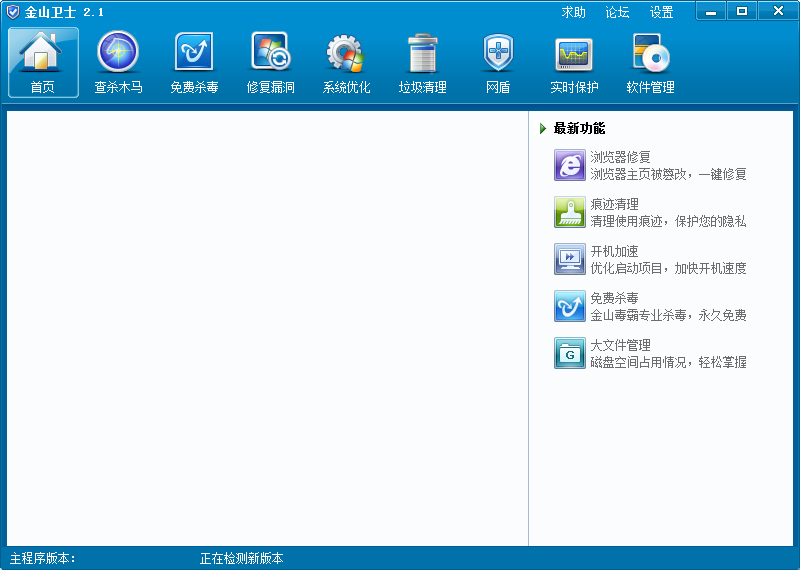 金山卫士 2.1
求助 论坛 设置
首页 查杀木马 免费杀毒 修复漏洞 系统优化 垃圾清理 网盾 实时保护 软件管理
最新功能
浏览器修复
浏览器主页被篡改，一键修复
痕迹清理
清理使用痕迹，保护您的隐私
开机加速
优化启动项目，加快开机速度
免费杀毒
金山毒霸专业杀毒，永久免费
G
大文件管理
磁盘空间占用情况，轻松掌握
主程序版本： 正在检测新版本